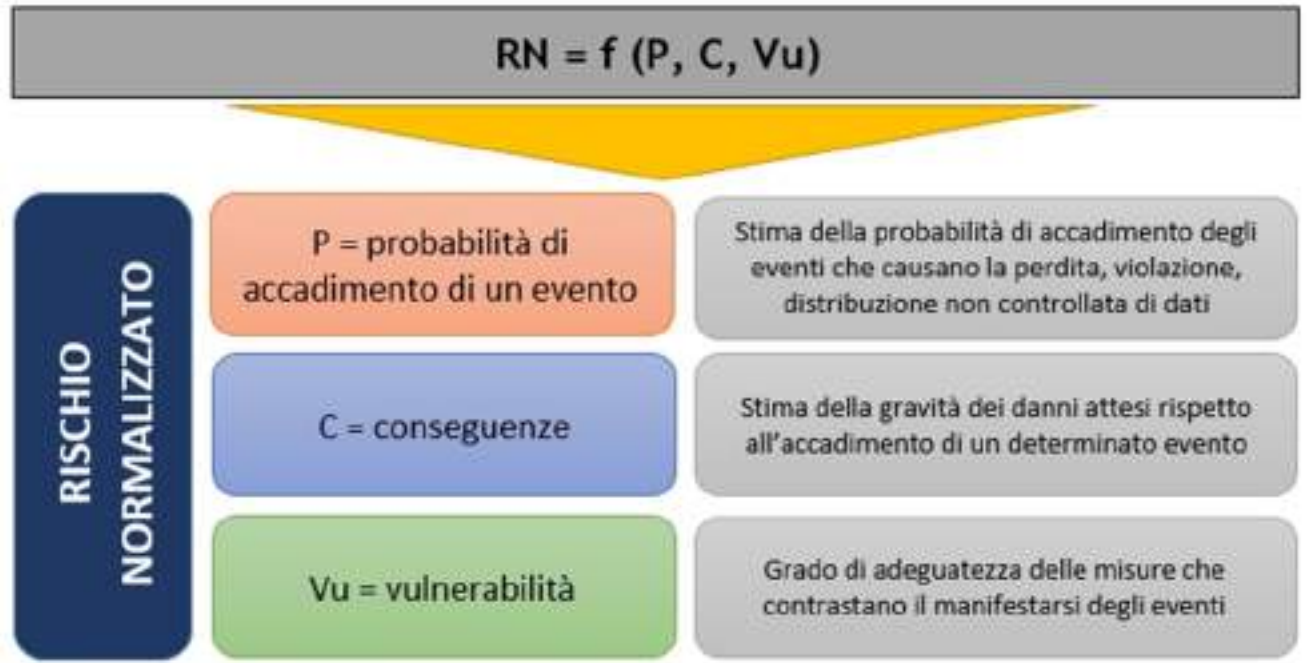 RN = f (P, C, Vu)
RISCHIO
NORMALIZZATO
P = probabilità di
accadimento di un evento
Stima della probabilità di accadimento degli
eventi che causano la perdita, violazione,
distribuzione non controllata di dati
C = conseguenze
Stima della gravità dei danni attesi rispetto
all'accadimento di un determinato evento
Vu = vulnerabilità
Grado di adeguatezza delle misure che
contrastano il manifestarsi degli eventi